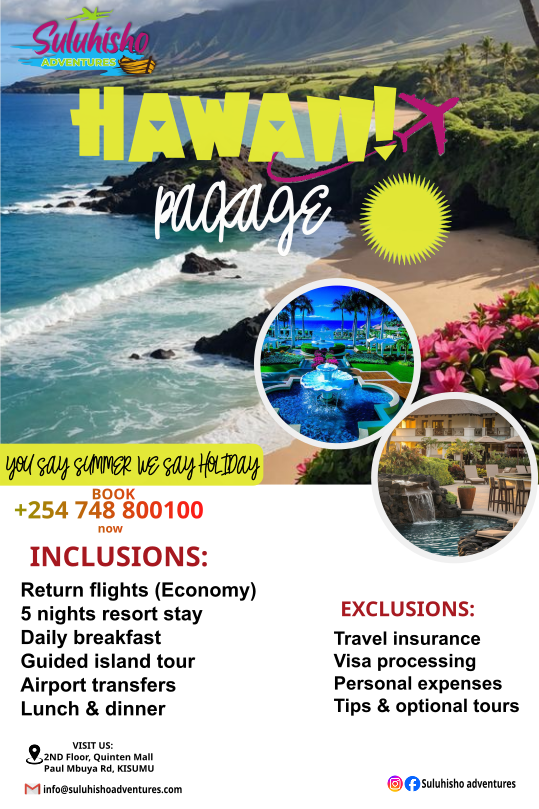 Suluhisho
ADVENTURES
HAWAII!
package
YOU SAY SUMMER WE SAY HOLIDAY
BOOK
+254 748 800100
now
INCLUSIONS:
Return flights (Economy)
5 nights resort stay
Daily breakfast
Guided island tour
Airport transfers
Lunch & dinner
EXCLUSIONS:
Travel insurance
Visa processing
Personal expenses
Tips & optional tours
VISIT US:
2ND Floor, Quinten Mall
Paul Mbuya Rd, KISUMU
info@suluhishoadventures.com
Suluhisho adventures